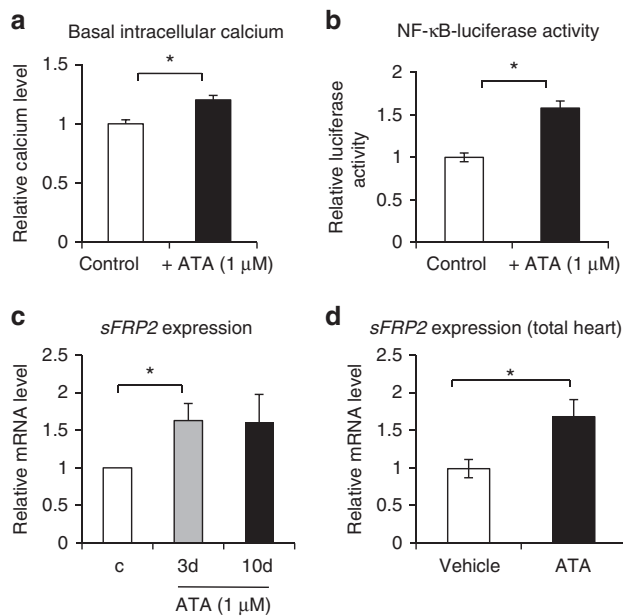 a
Basal intracellular calcium
Relative calcium level
1.5
1
0.5
0
*
Control
+ ATA (1 μM)
b
NF-κB-luciferase activity
Relative luciferase
activity
2
1.5
1
0.5
0
*
Control
+ ATA (1 μM)
c
sFRP2 expression
Relative mRNA level
2.5
2
1.5
1
0.5
0
*
c
3d
10d
ATA (1 μM)
d
sFRP2 expression (total heart)
Relative mRNA level
2.5
2
1.5
1
0.5
0
*
Vehicle
ATA